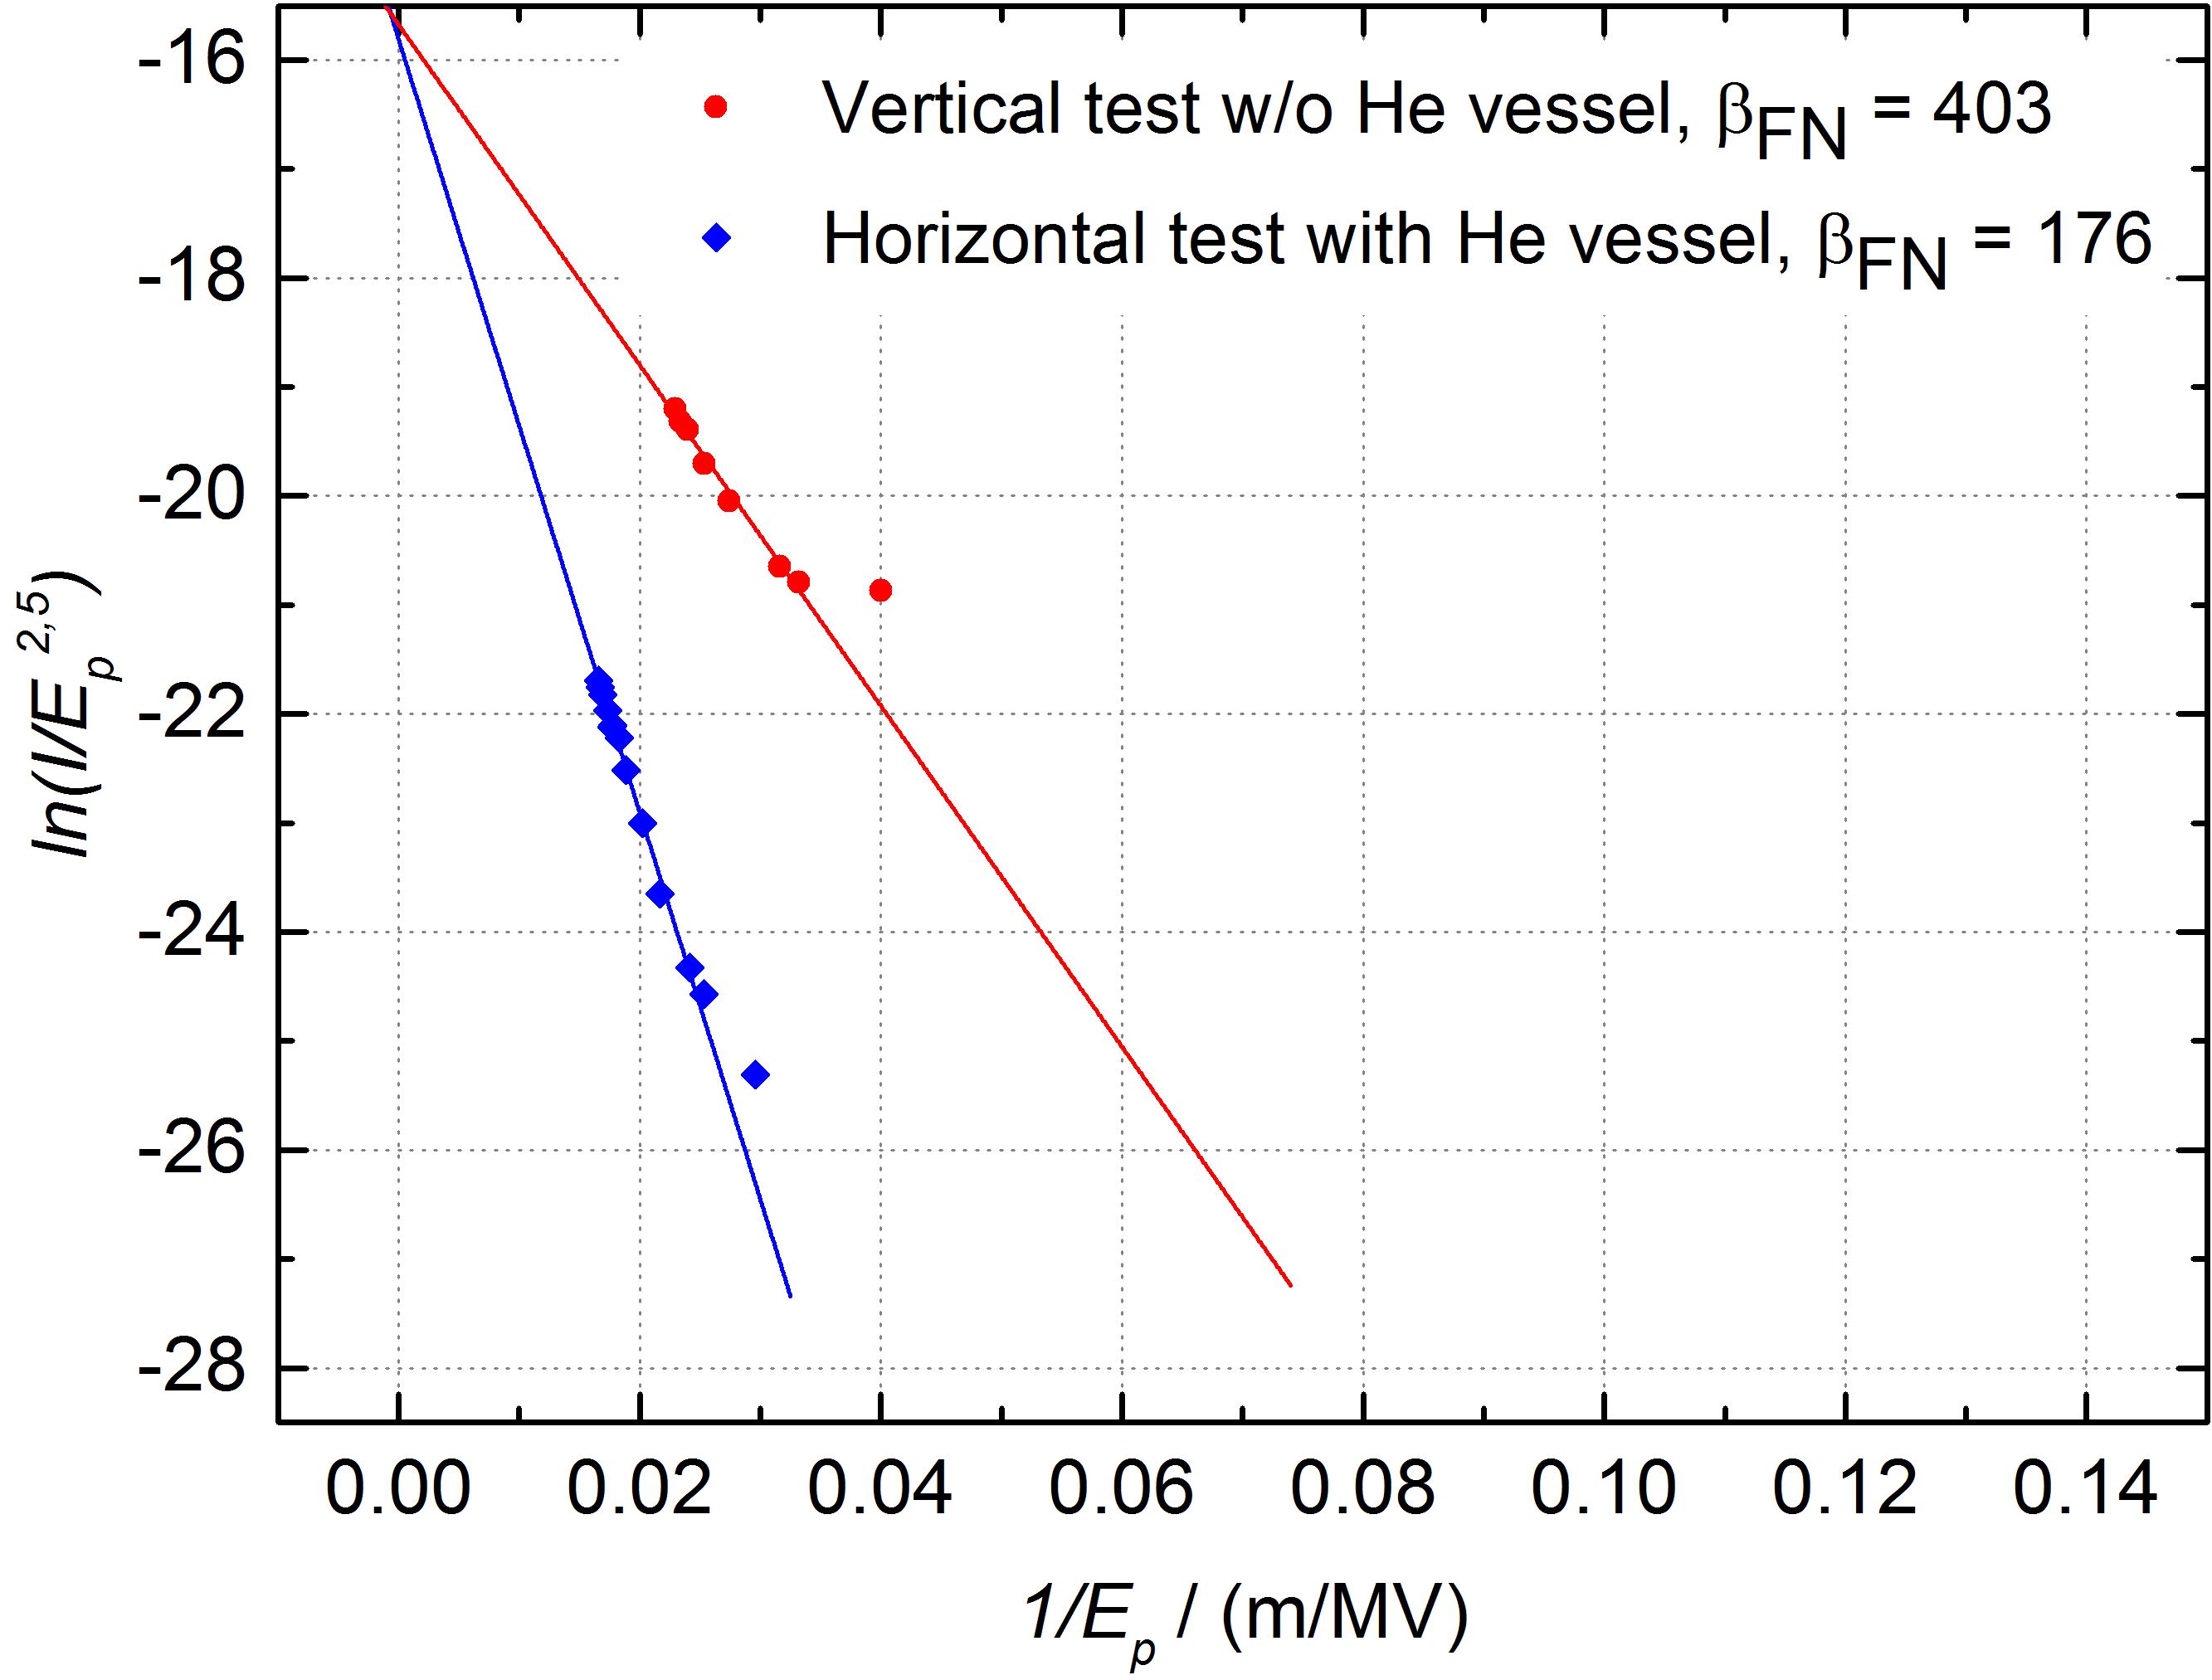 -16
-18
-20
-22
-24
-26
-28
ln(I/Ep2,5)
Vertical test w/o He vessel, βFN = 403
Horizontal test with He vessel, βFN = 176
0.00 0.02 0.04 0.06 0.08 0.10 0.12 0.14
1/Ep / (m/MV)